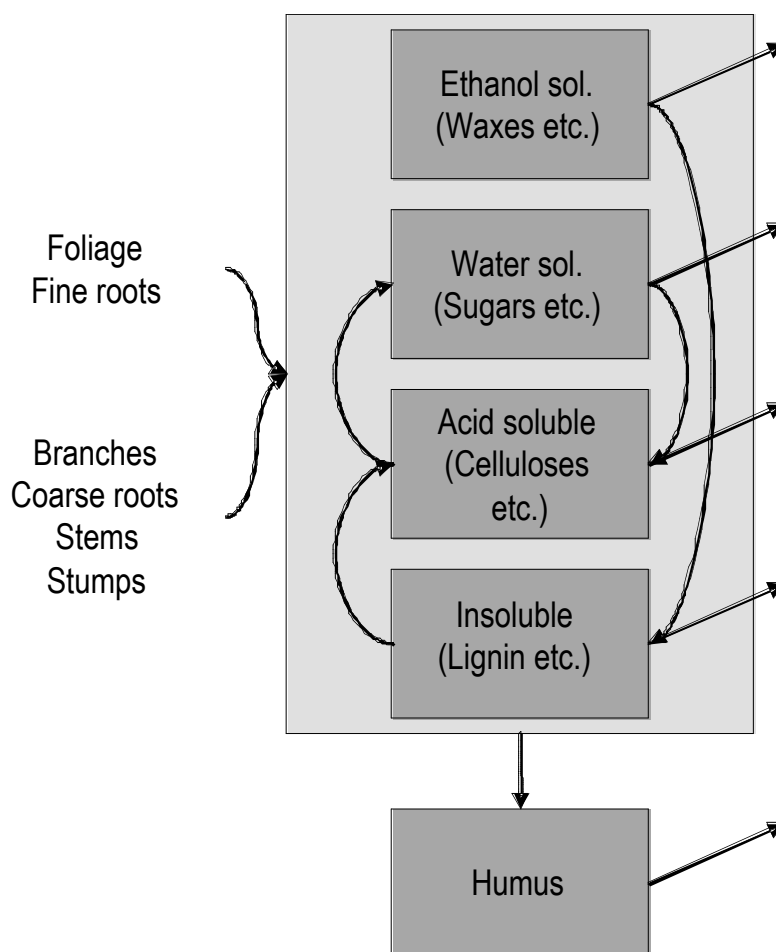 Ethanol sol.
(Waxes etc.)
Foliage
Fine roots
Water sol.
(Sugars etc.)
Branches
Coarse roots
Stems
Stumps
Acid soluble
(Celluloses
etc.)
Insoluble
(Lignin etc.)
Humus